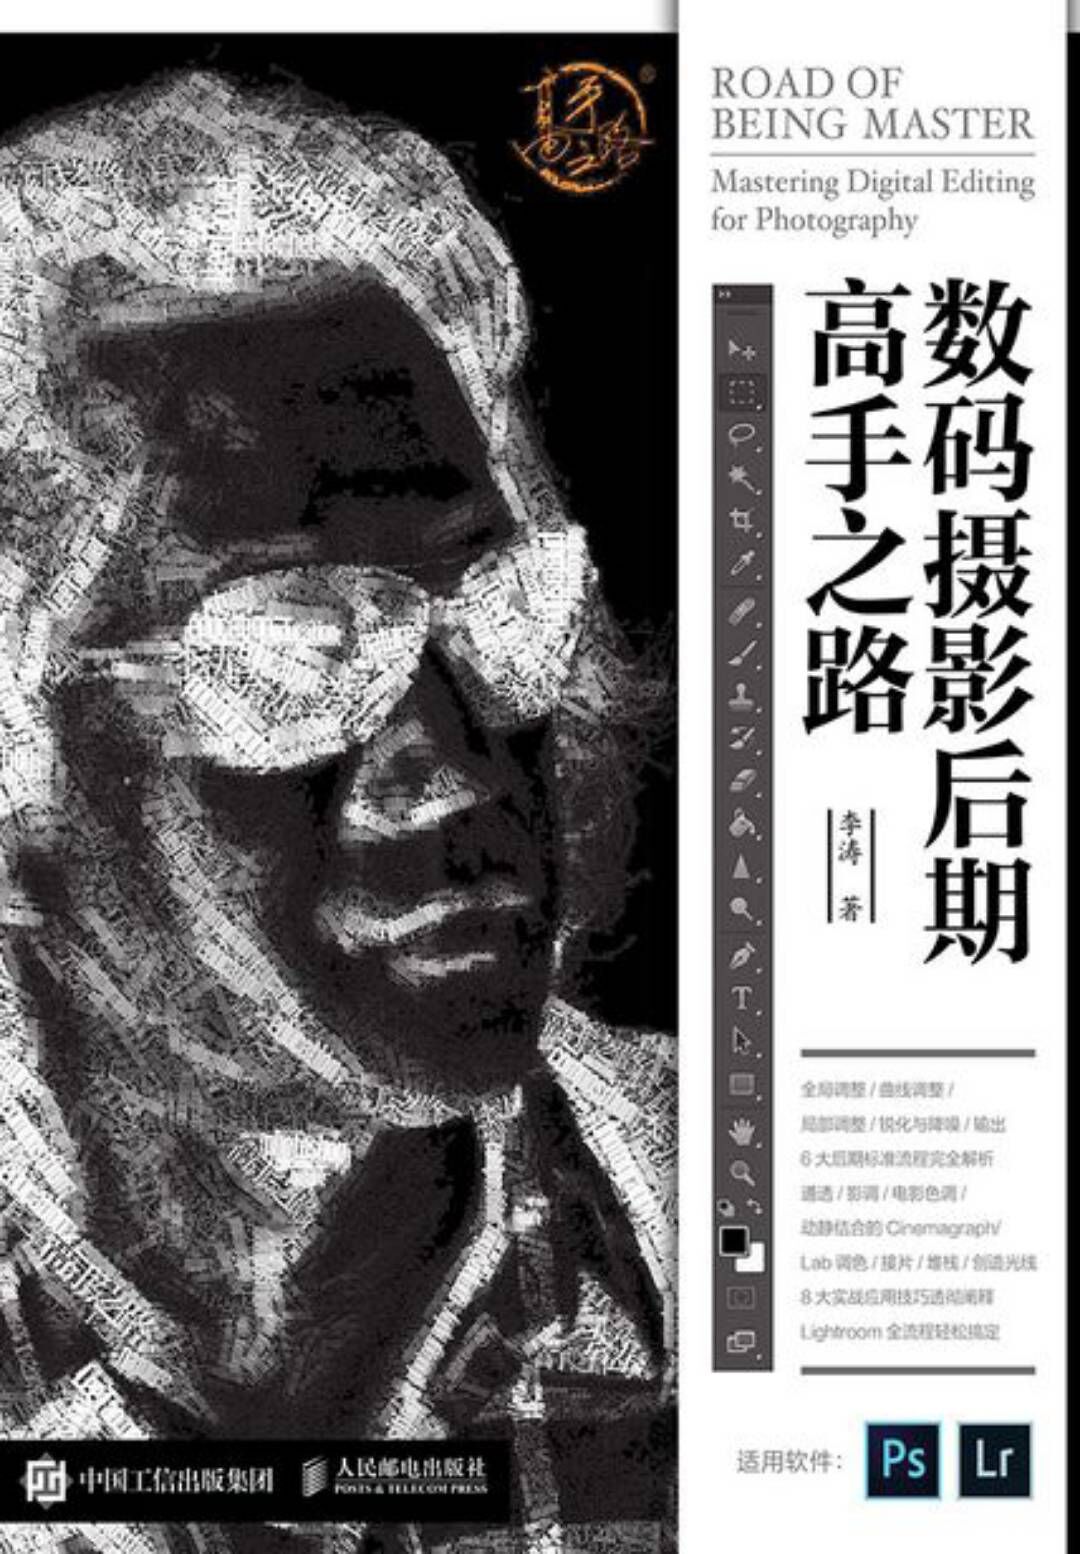 高手之路
ROAD OF
BEING MASTER
Mastering Digital Editing
for Photography
数码摄影后期
高手之路
李涛 著
全局调整 / 曲线调整 /
局部调整 / 锐化与降噪 / 输出
6 大后期标准流程完全解析
通透 / 影调 / 电影色调 /
动静结合的 Cinemagraph/
Lab 调色 / 接片 / 堆栈 / 创造光线
8 大实战应用技巧透彻阐释
Lightroom 全流程轻松搞定
适用软件：
Ps Lr
中国工信出版集团
人民邮电出版社
POSTS & TELECOM PRESS